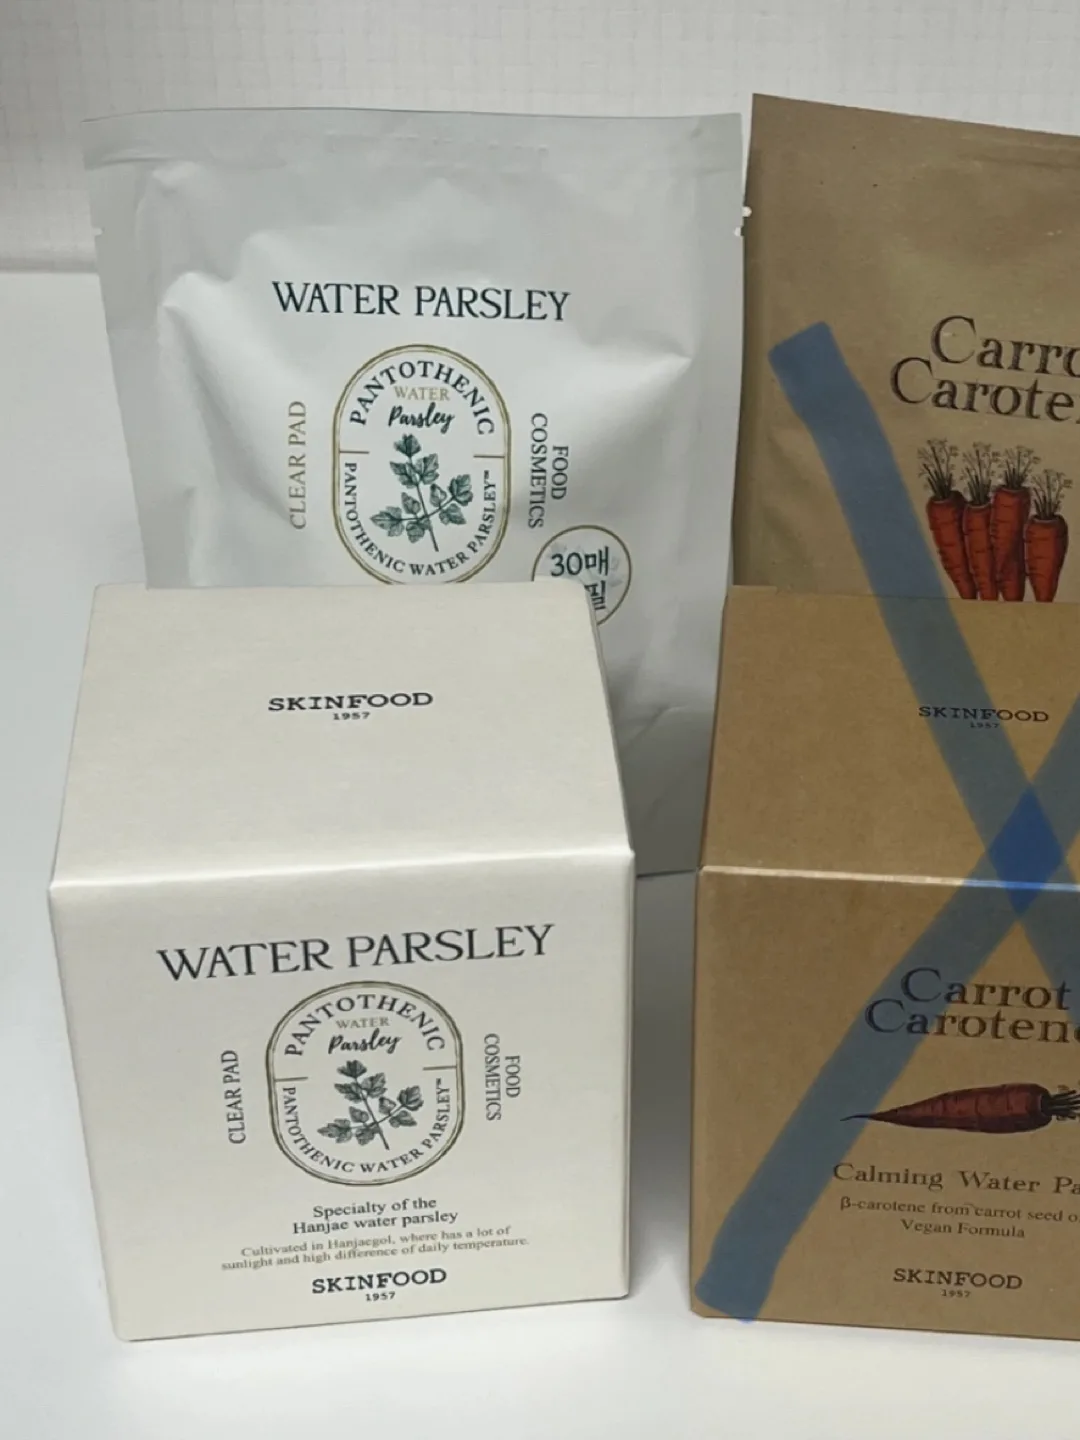 WATER PARSLEY
PANTOTHENIC
WATER
Parsley
CLEAR PAD
FOOD
COSMETICS
PANTOTHENIC WATER PARSLEY™
30매
Carro
Carote
SKINFOOD
1957
WATER PARSLEY
PANTOTHENIC
WATER
Parsley
CLEAR PAD
FOOD
COSMETICS
PANTOTHENIC WATER PARSLEY™
Specialty of the
Hanjae water parsley
Cultivated in Hanjaegol, where has a lot of
sunlight and high difference of daily temperature.
SKINFOOD
1957
SKINFOOD
1957
Carrot
Carotene
Calming Water Pa
β-carotene from carrot seed o
Vegan Formula
SKINFOOD
1957